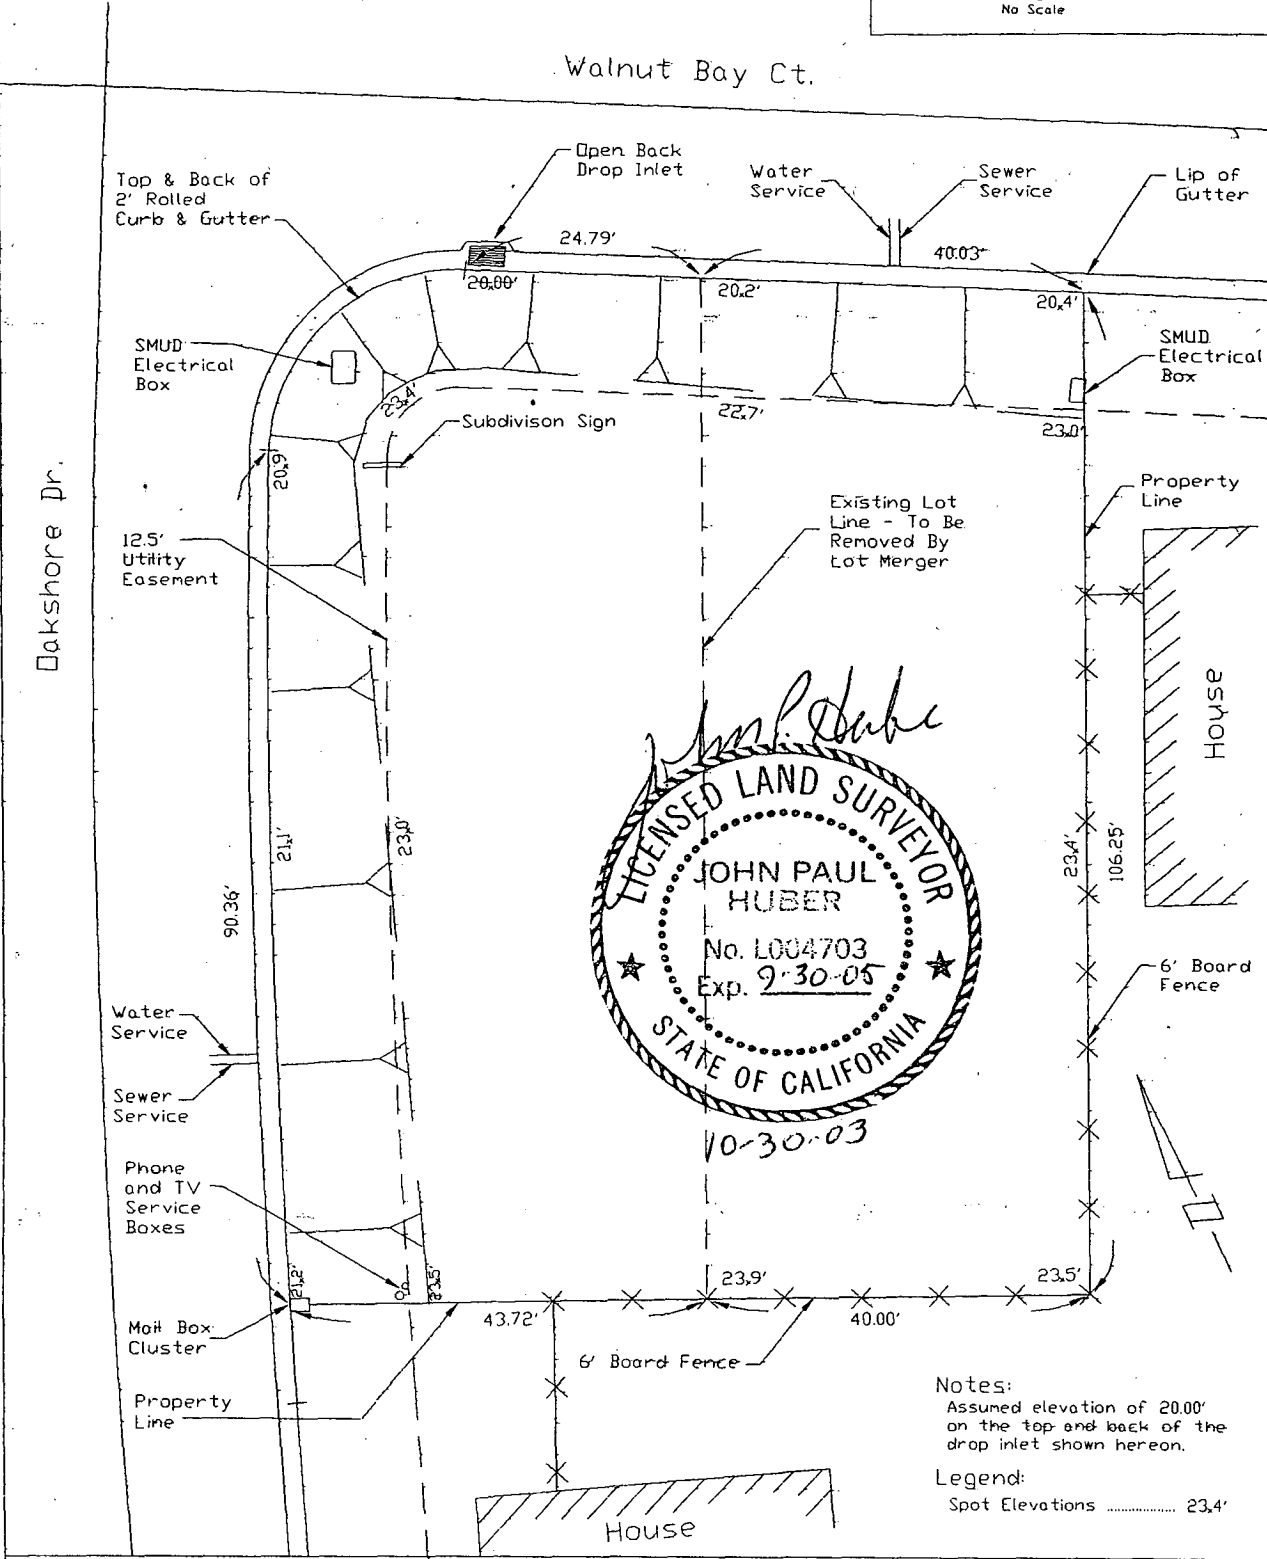 No Scale
Walnut Bay Ct.
Open Back
Drop Inlet
Water
Service
Sewer
Service
Lip of
Gutter
Top & Back of
2' Rolled
Curb & Gutter
24.79'
40.03'
20.00'
20.2'
20.4'
SMUD
Electrical
Box
SMUD
Electrical
Box
23.4'
22.7'
23.0'
Subdivison Sign
20.9'
Oakshore Dr.
12.5'
Utility
Easement
Existing Lot
Line - To Be
Removed By
Lot Merger
Property
Line
House
21.1'
23.0'
90.36'
23.4'
106.25'
LICENSED LAND SURVEYOR
JOHN PAUL
HUBER
No. L004703
Exp. 9-30-05
STATE OF CALIFORNIA
10-30-03
6' Board
Fence
Water
Service
Sewer
Service
Phone
and TV
Service
Boxes
21.2'
23.5'
23.9'
23.5'
43.72'
40.00'
Mail Box
Cluster
6' Board Fence
Property
Line
House
Notes:
Assumed elevation of 20.00'
on the top and back of the
drop inlet shown hereon.
Legend:
Spot Elevations .................. 23.4'